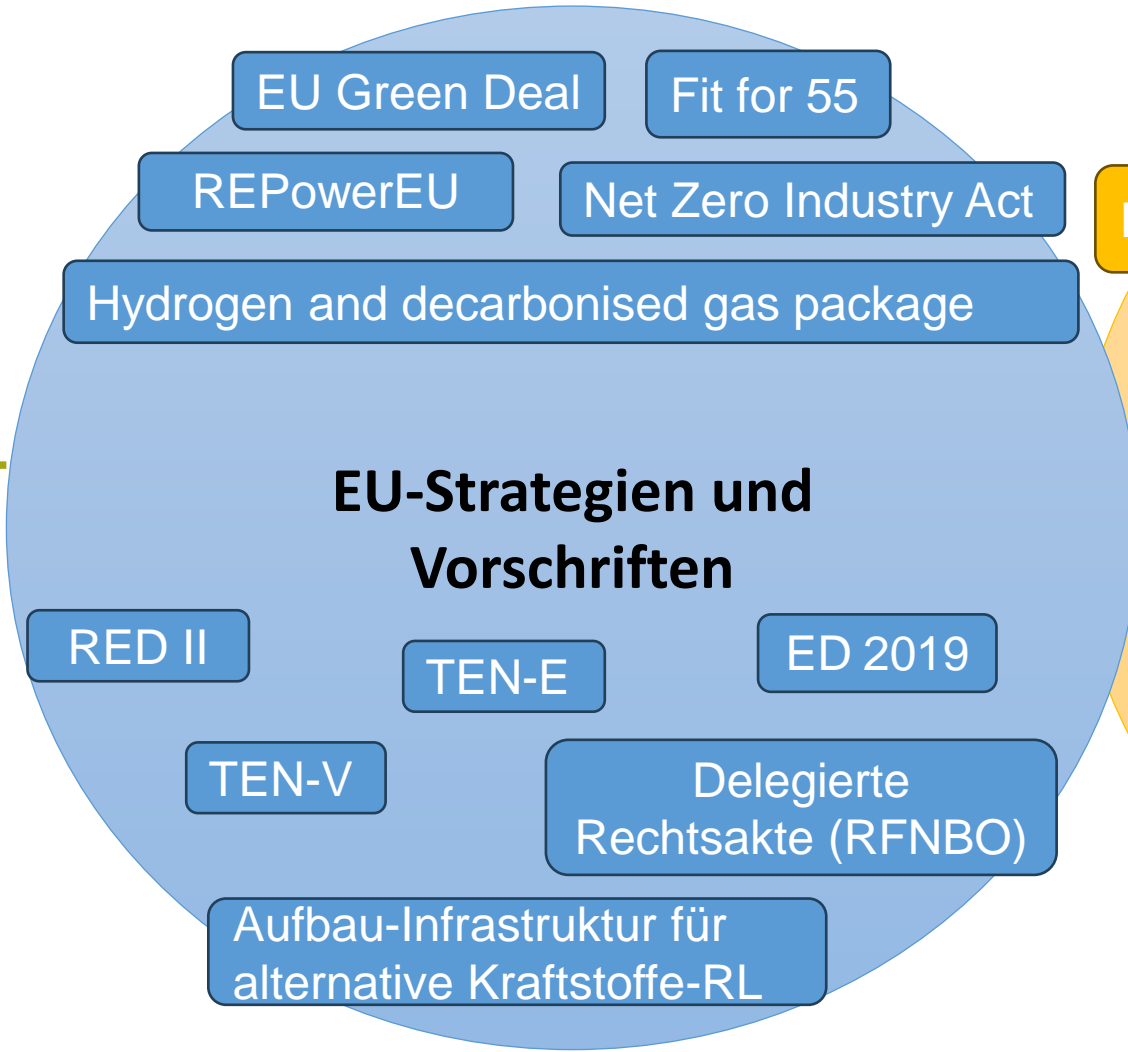 EU Green Deal
Fit for 55
REPowerEU
Net Zero Industry Act
Hydrogen and decarbonised gas package
EU-Strategien und
Vorschriften
RED II
TEN-E
ED 2019
TEN-V
Delegierte
Rechtsakte (RFNBO)
Aufbau-Infrastruktur für
alternative Kraftstoffe-RL